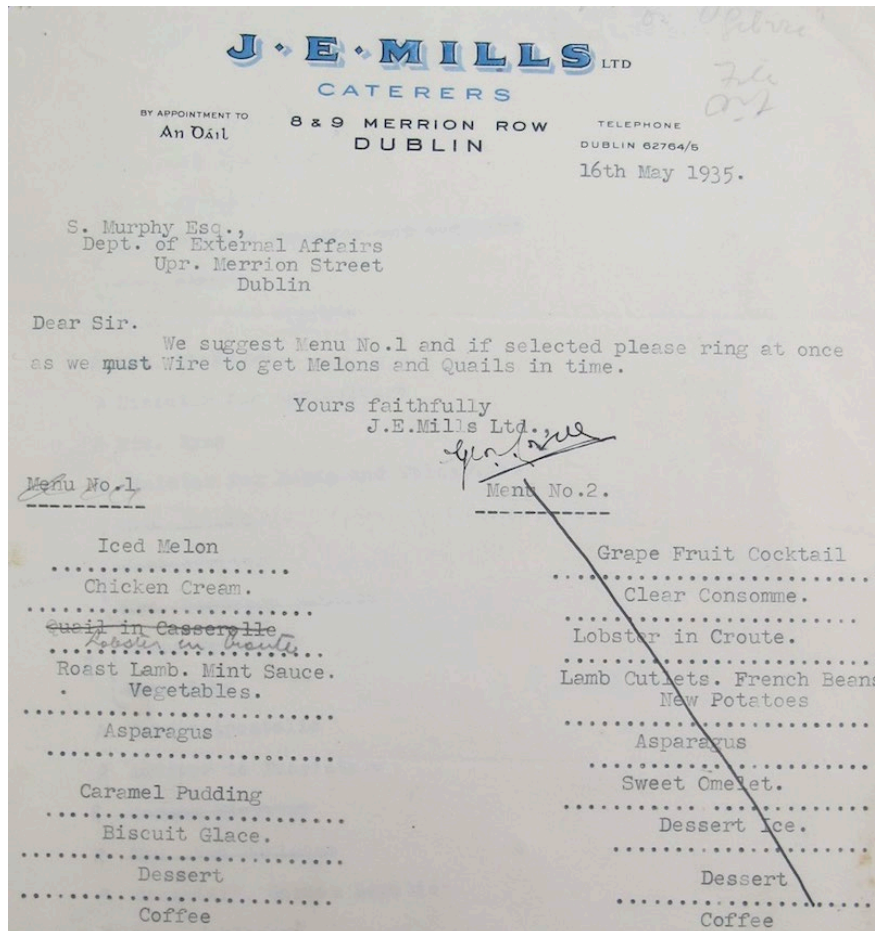 J. E. MILLS LTD
CATERERS
BY APPOINTMENT TO
An Dáil
8 & 9 MERRION ROW
DUBLIN
TELEPHONE
DUBLIN 62764/5
File
16th May 1935.
S. Murphy Esq.,
Dept. of External Affairs
Upr. Merrion Street
Dublin
Dear Sir.
We suggest Menu No.1 and if selected please ring at once
as we must Wire to get Melons and Quails in time.
Yours faithfully
J.E.Mills Ltd.,
Menu No.1
Iced Melon
Chicken Cream.
Quail in Casserolle
Lobster in Croute
Roast Lamb. Mint Sauce.
Vegetables.
Asparagus
Caramel Pudding
Biscuit Glace.
Dessert
Coffee
Menu No.2.
Grape Fruit Cocktail
Clear Consomme.
Lobster in Croute.
Lamb Cutlets. French Beans
New Potatoes
Asparagus
Sweet Omelet.
Dessert Ice.
Dessert
Coffee